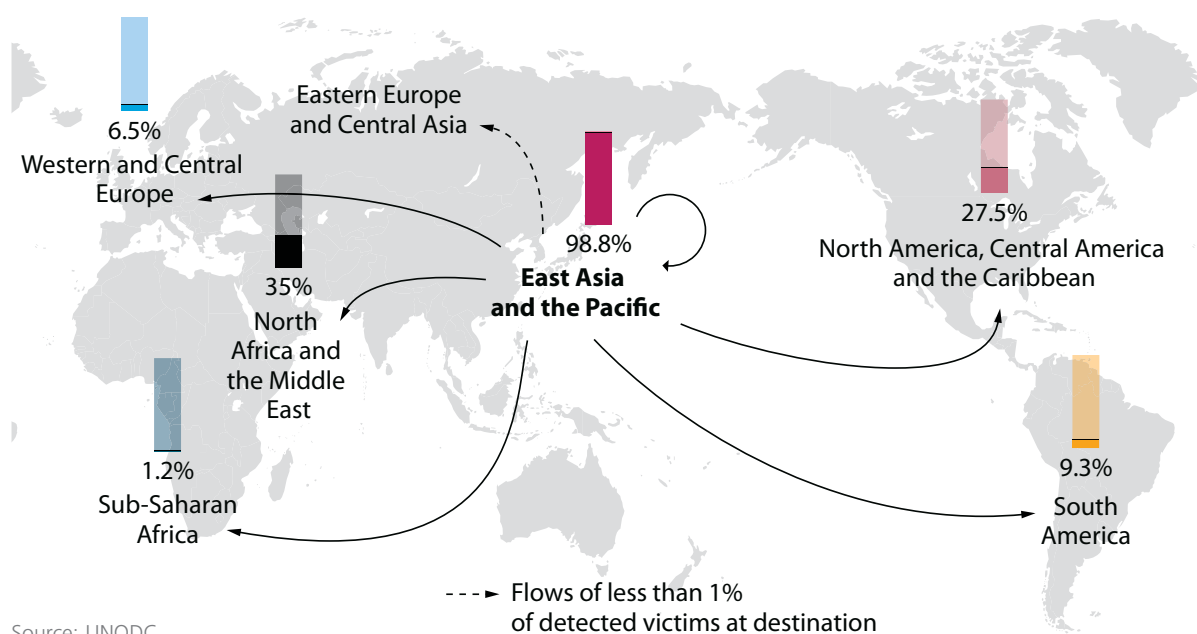 6.5%
Western and Central
Europe
Eastern Europe
and Central Asia
98.8%
East Asia
and the Pacific
27.5%
North America, Central America
and the Caribbean
35%
North
Africa and
the Middle
East
1.2%
Sub-Saharan
Africa
9.3%
South
America
Flows of less than 1%
of detected victims at destination
Source: UNODC